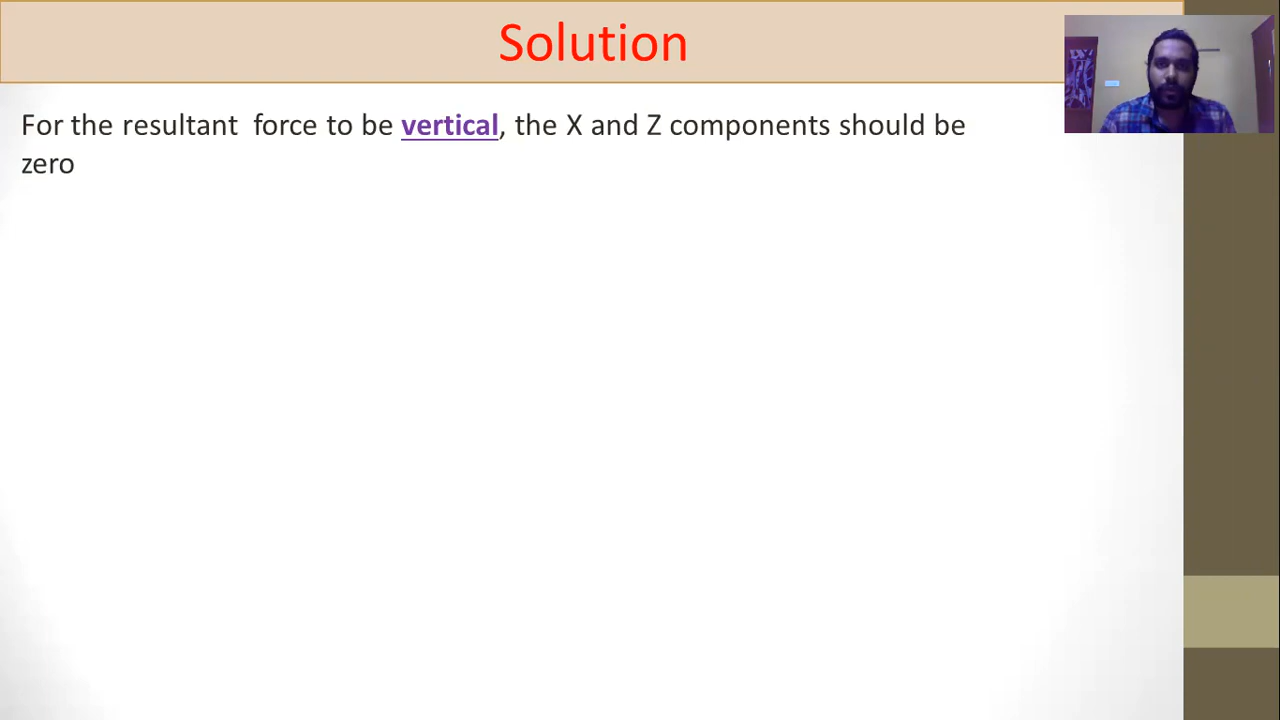 Solution
For the resultant force to be vertical, the X and Z components should be
zero